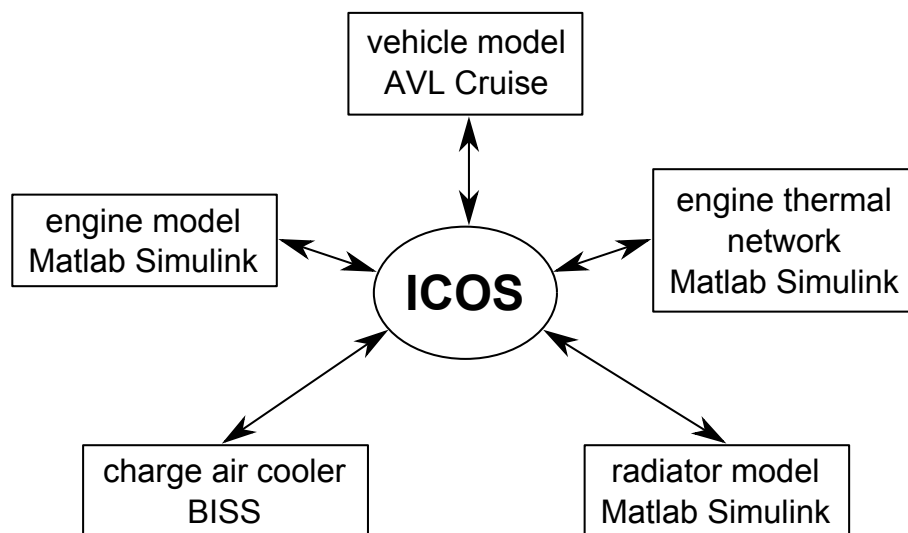 vehicle model
AVL Cruise
engine model
Matlab Simulink
engine thermal
network
Matlab Simulink
ICOS
charge air cooler
BISS
radiator model
Matlab Simulink